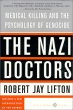 MEDICAL KILLING AND THE
PSYCHOLOGY OF GENOCIDE
THE NAZI
DOCTORS
ROBERT JAY LIFTON